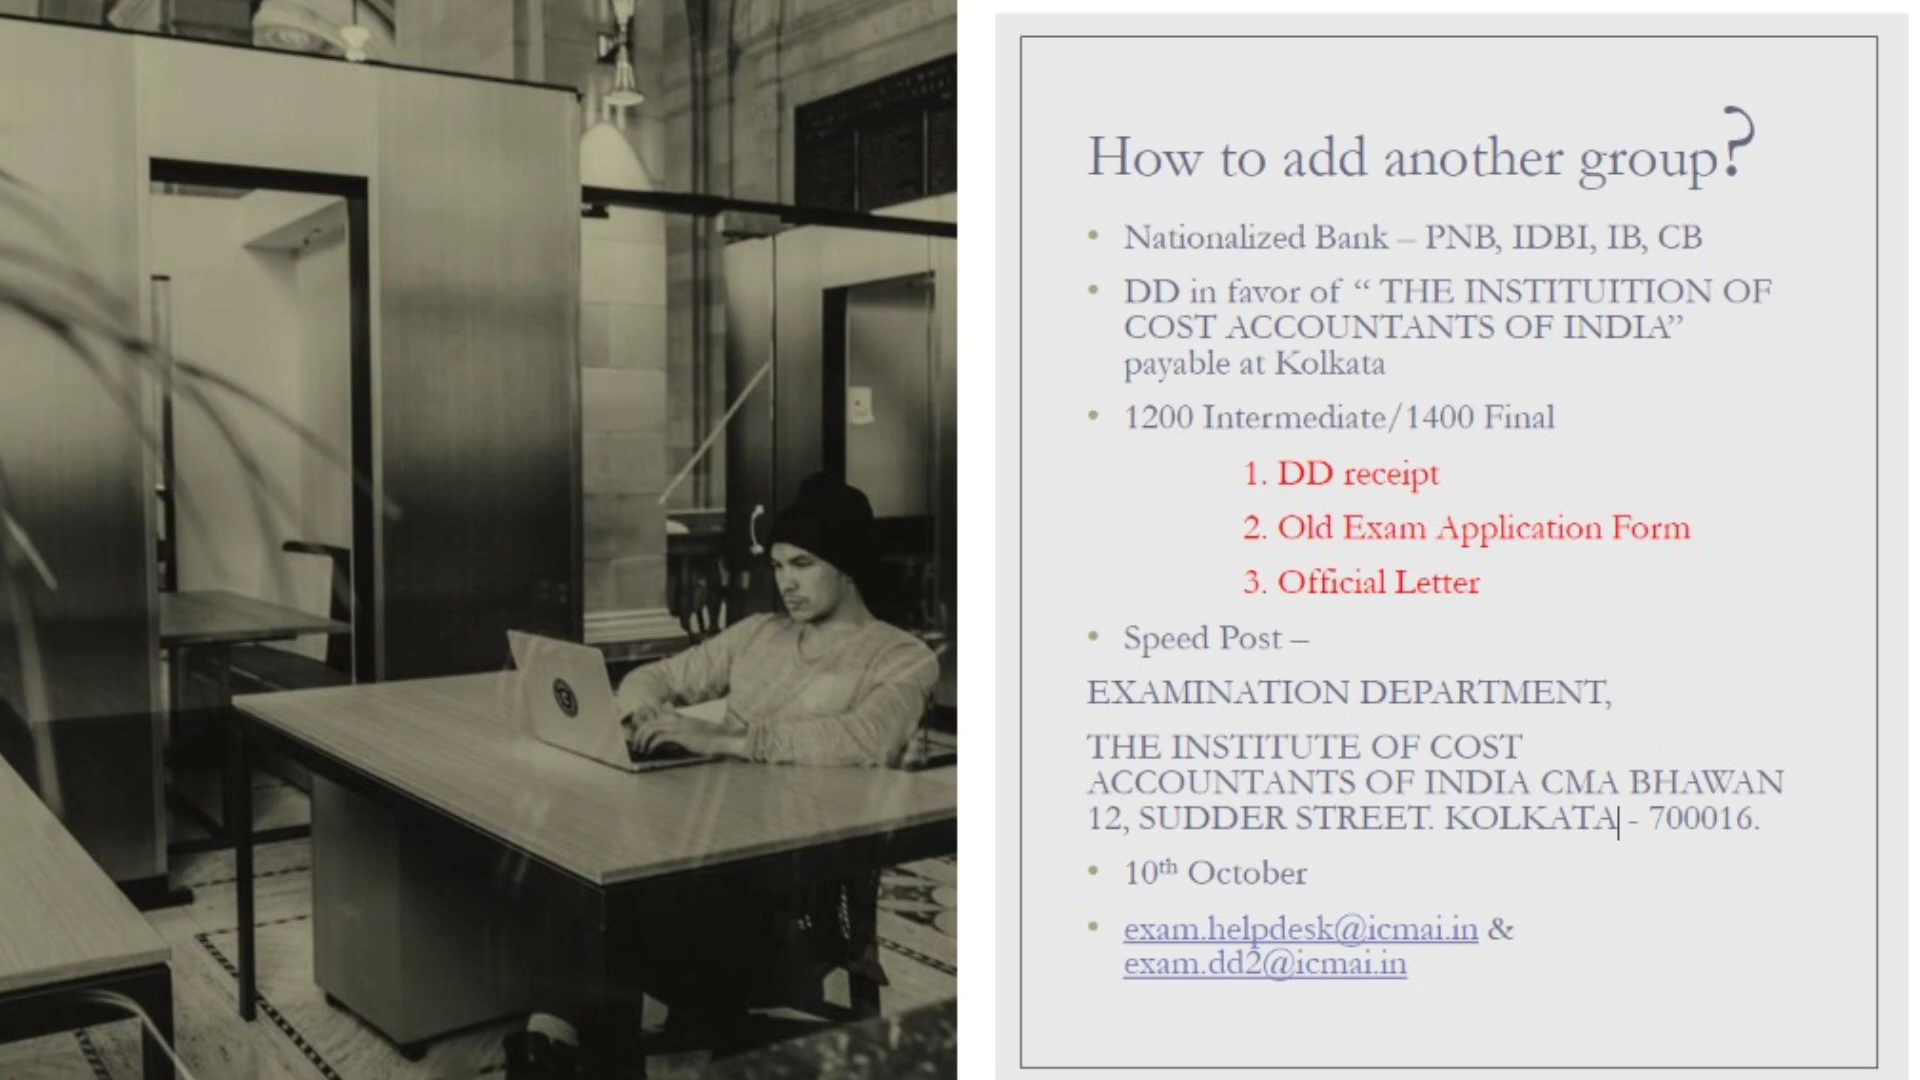 How to add another group?
• Nationalized Bank – PNB, IDBI, IB, CB
• DD in favor of “ THE INSTITUITION OF
COST ACCOUNTANTS OF INDIA”
payable at Kolkata
• 1200 Intermediate/1400 Final
1. DD receipt
2. Old Exam Application Form
3. Official Letter
• Speed Post –
EXAMINATION DEPARTMENT,
THE INSTITUTE OF COST
ACCOUNTANTS OF INDIA CMA BHAWAN
12, SUDDER STREET. KOLKATA - 700016.
• 10th October
• exam.helpdesk@icmai.in &
exam.dd2@icmai.in